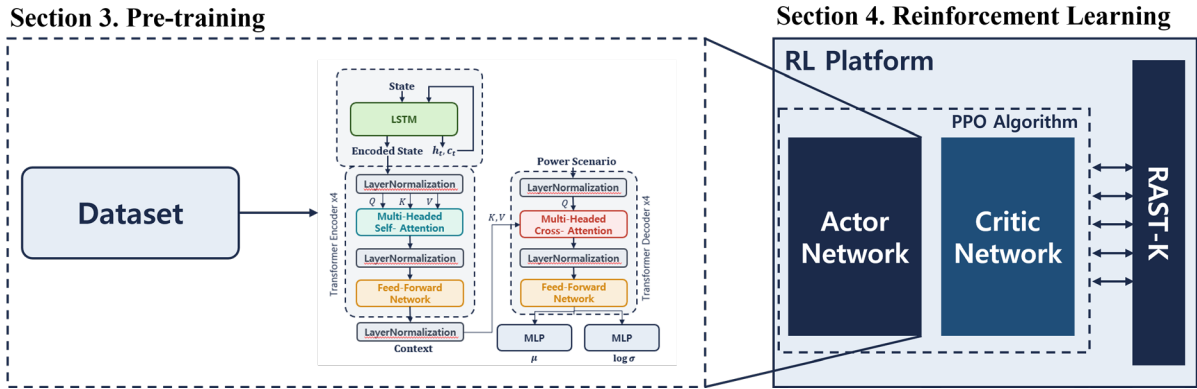 Section 3. Pre-training
Dataset
State
LSTM
Encoded State
h_t, c_t
Transformer Encoder x4
LayerNormalization
Q
K
V
Multi-Headed
Self- Attention
LayerNormalization
Feed-Forward
Network
LayerNormalization
Context
K, V
Power Scenario
LayerNormalization
Q
Multi-Headed
Cross- Attention
LayerNormalization
Feed-Forward
Network
Transformer Decoder x4
MLP
μ
MLP
log σ
Section 4. Reinforcement Learning
RL Platform
PPO Algorithm
Actor
Network
Critic
Network
RAST-K